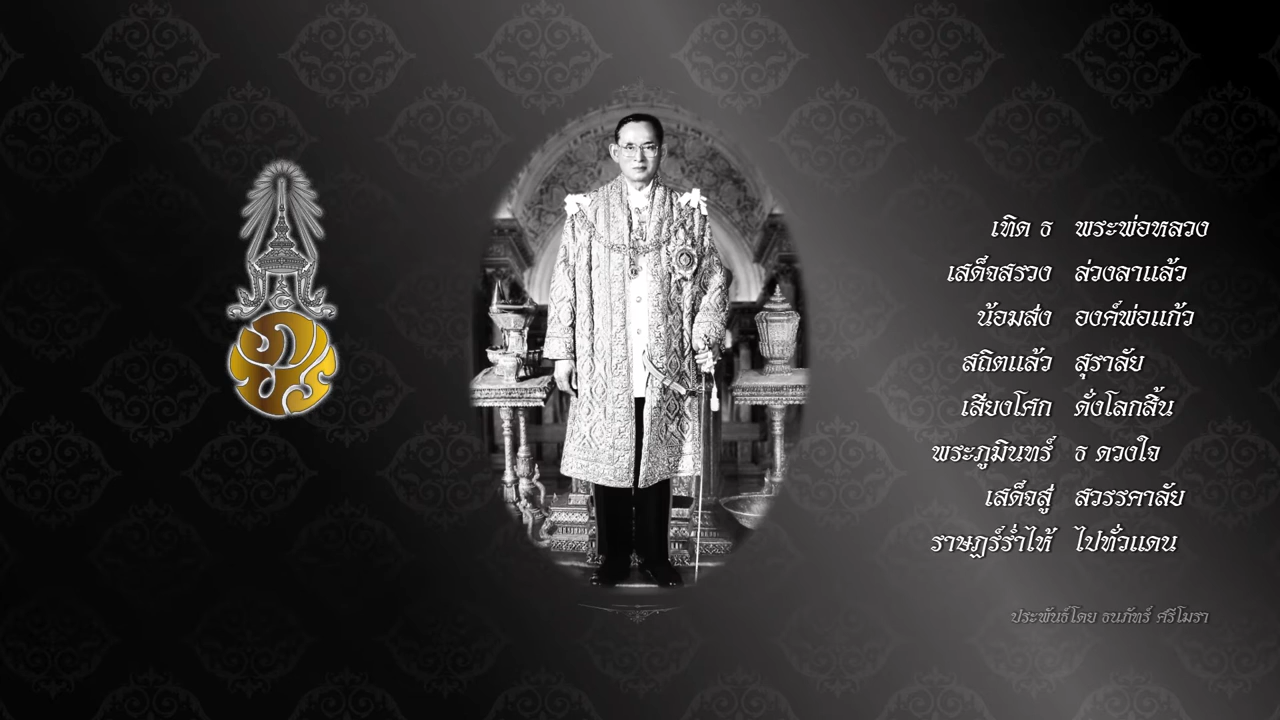 เทิด ธ พระพ่อหลวง
เสด็จสรวง ล่วงลาแล้ว
น้อมส่ง องค์พ่อแก้ว
สถิตแล้ว สุราลัย
เสียงโศก ดั่งโลกสิ้น
พระภูมินทร์ ธ ดวงใจ
เสด็จสู่ สวรรคาลัย
ราษฎร์ร่ำไห้ ไปทั่วแดน
ประพันธ์โดย ธนภัทร์ ศรีโมรา